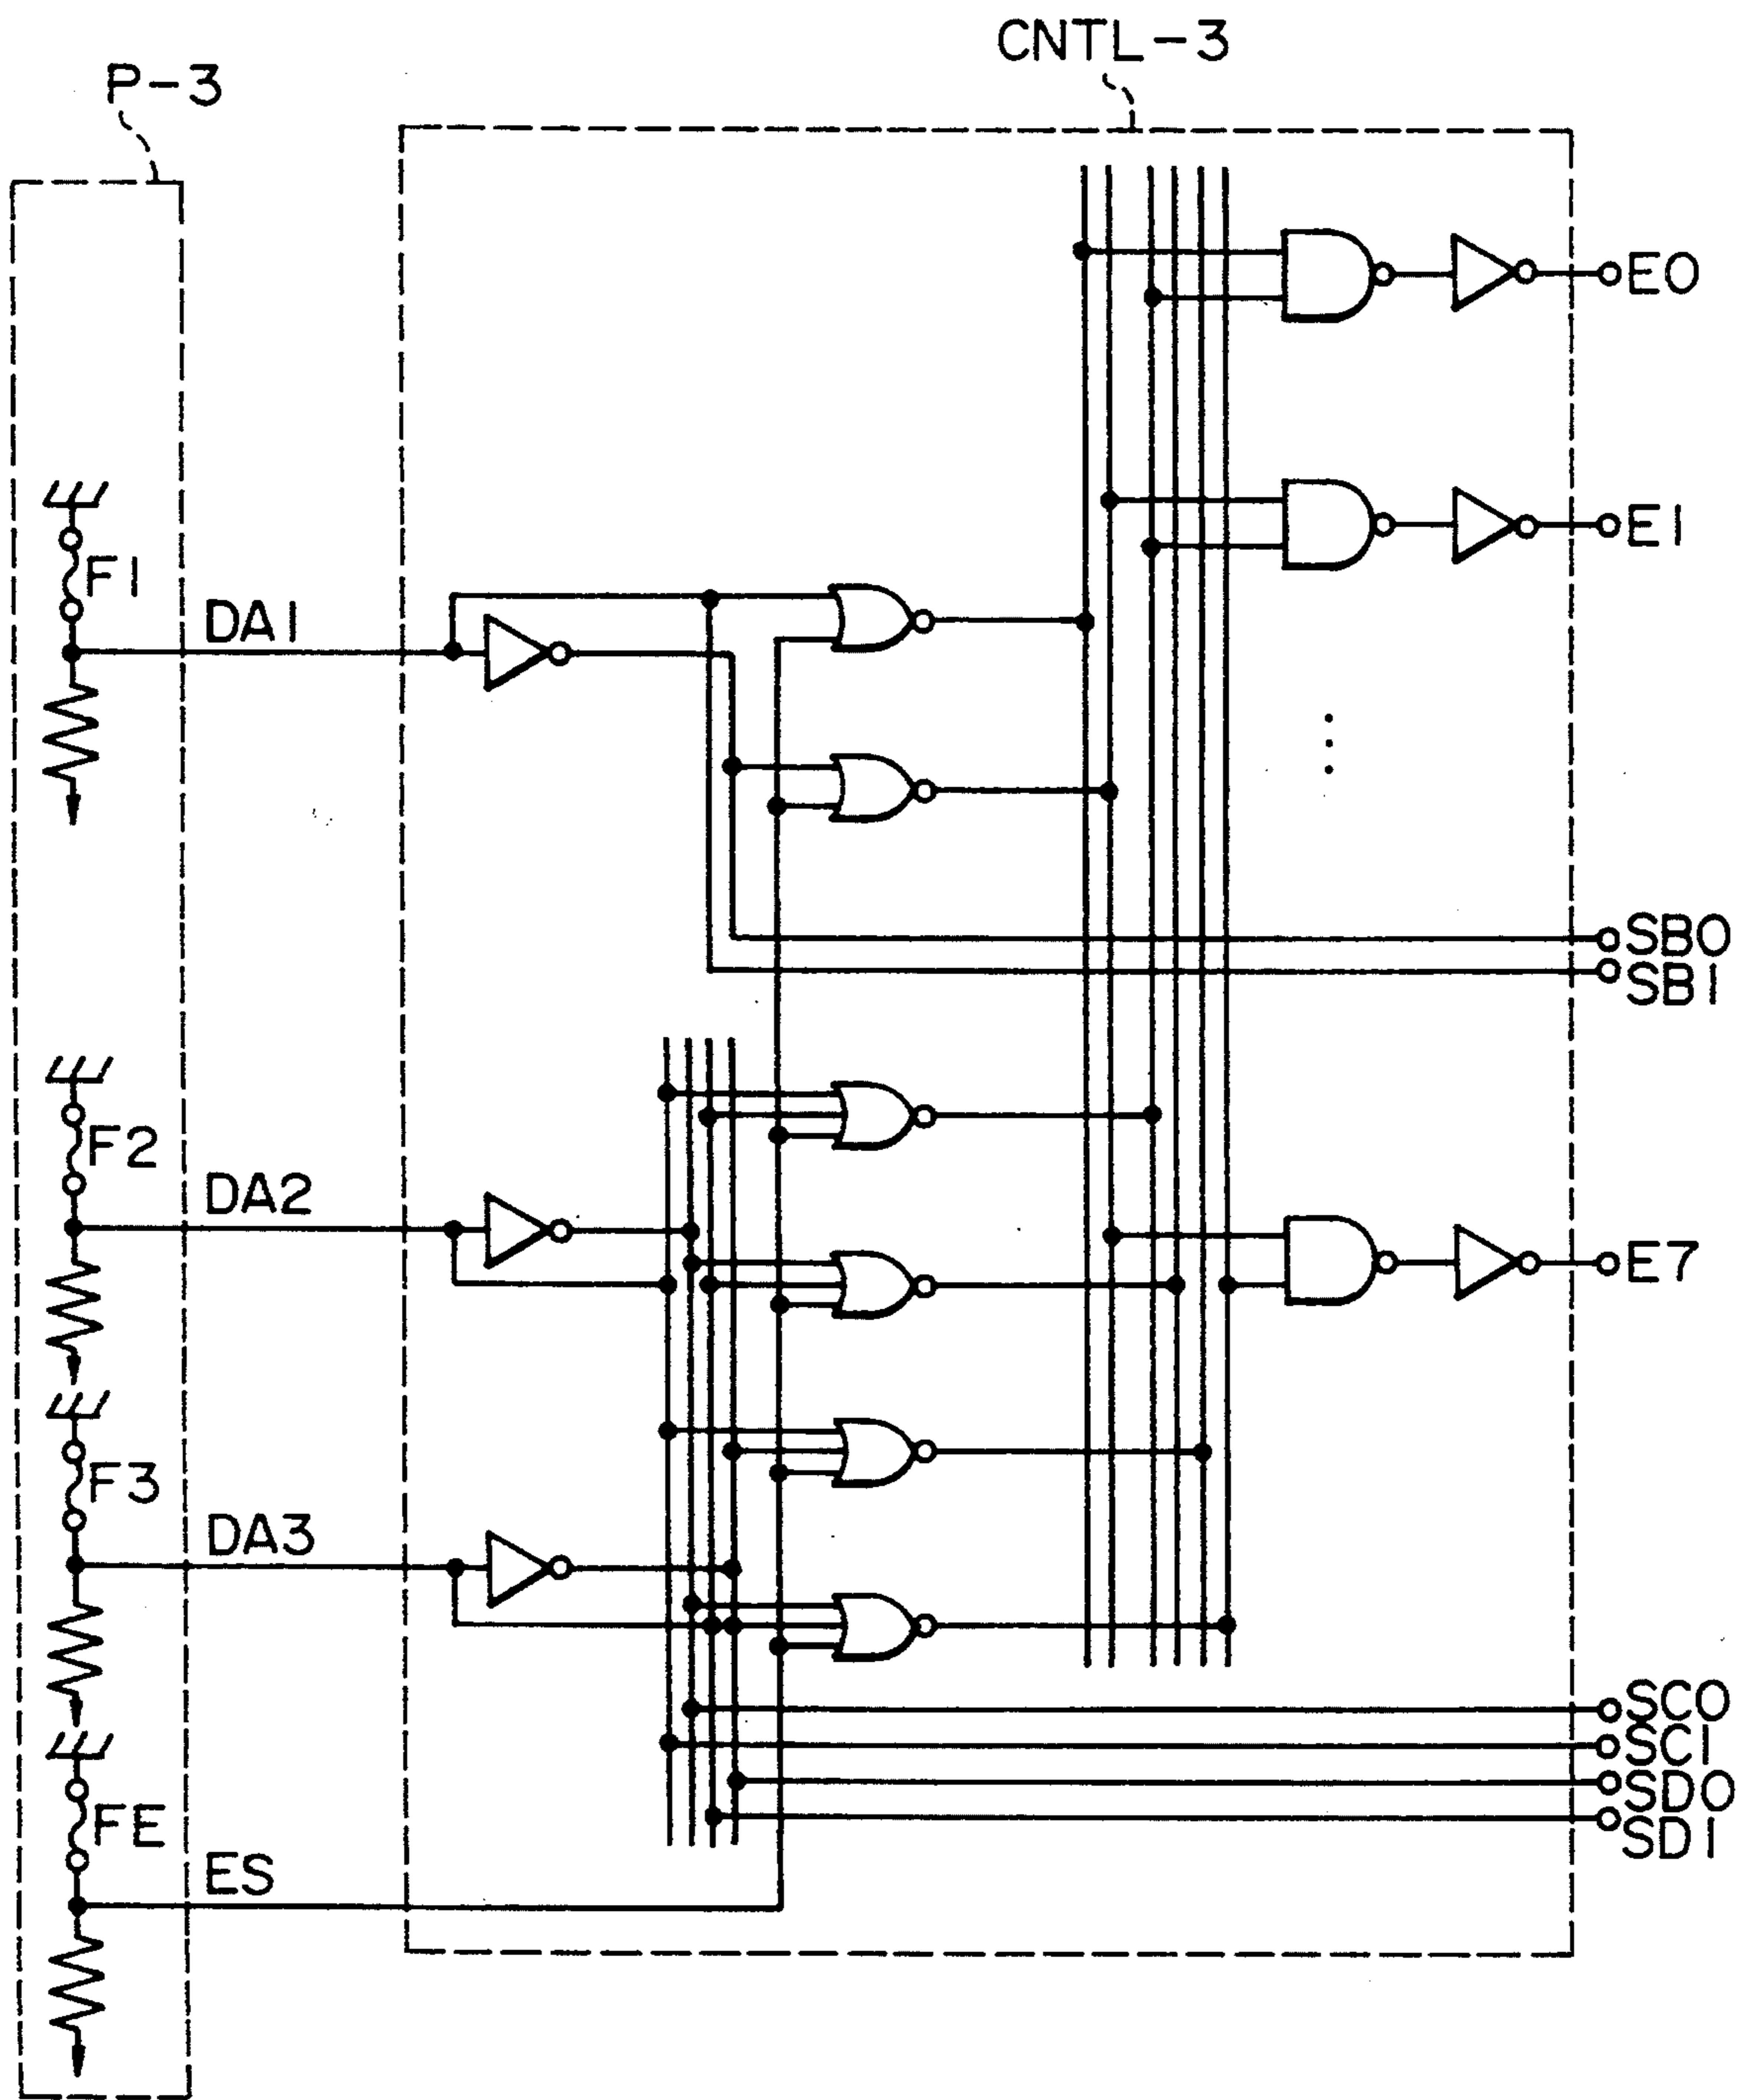 CNTL-3
P-3
E0
E1
F1
DA1
SB0
SB1
F2
DA2
E7
F3
DA3
SC0
SC1
SD0
SD1
FE
ES